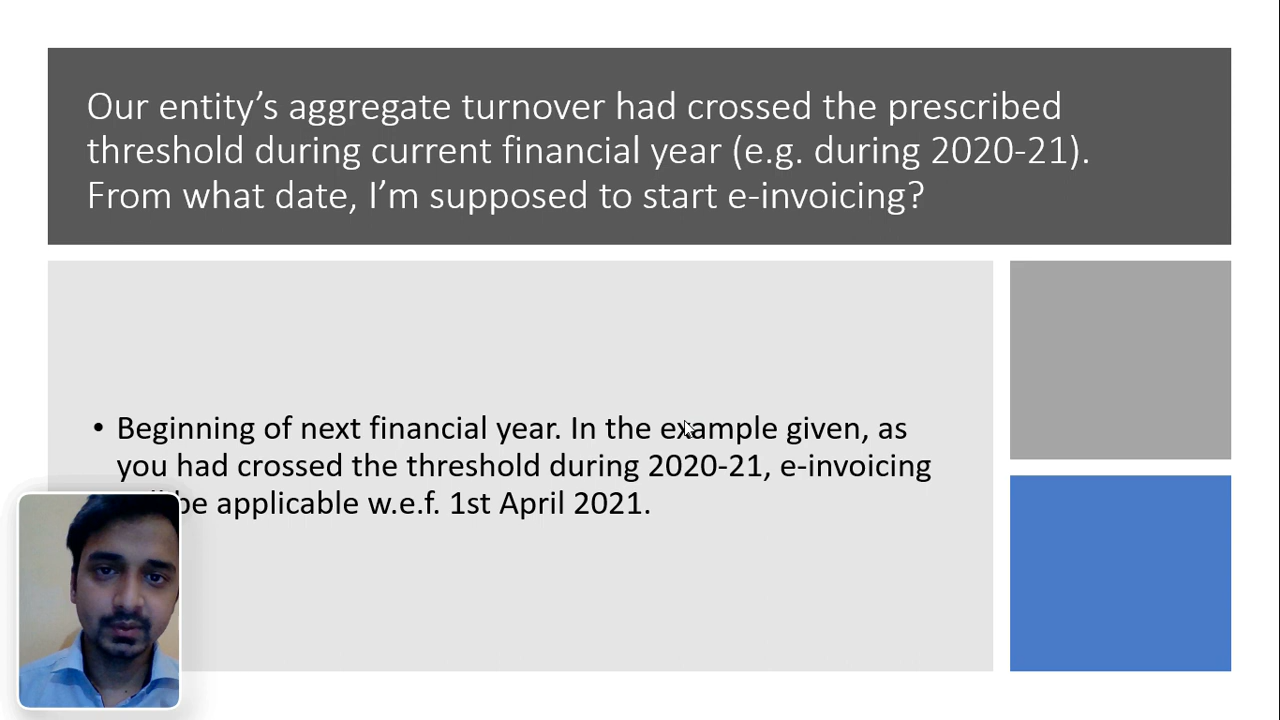 Our entity’s aggregate turnover had crossed the prescribed
threshold during current financial year (e.g. during 2020-21).
From what date, I’m supposed to start e-invoicing?
• Beginning of next financial year. In the example given, as
you had crossed the threshold during 2020-21, e-invoicing
be applicable w.e.f. 1st April 2021.